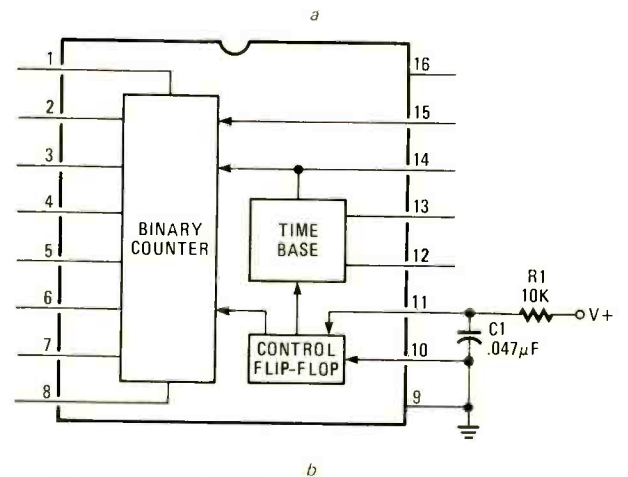 a
1
16
2
15
3
14
4
BINARY
COUNTER
TIME
BASE
13
5
12
6
11
R1
10K
V+
C1
.047μF
7
CONTROL
FLIP-FLOP
10
8
9
b